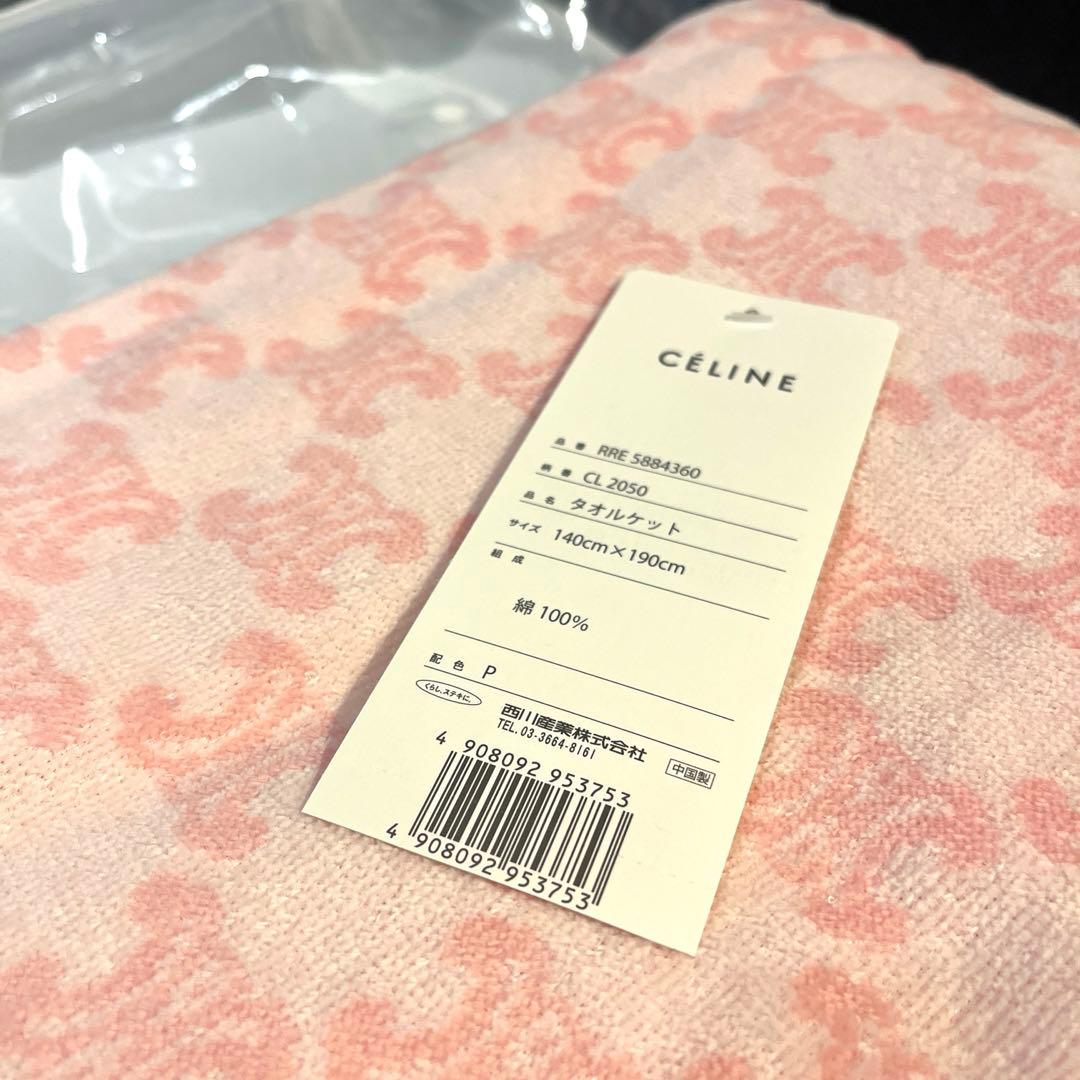 CÉLINE
品番 RRE 5884360
柄番 CL 2050
品名 タオルケット
サイズ 140cm×190cm
組成
綿 100%
配色 P
くらし、ステキに。
西川産業株式会社
TEL.03-3664-8161
中国製
4 908092 953753
4 908092 953753